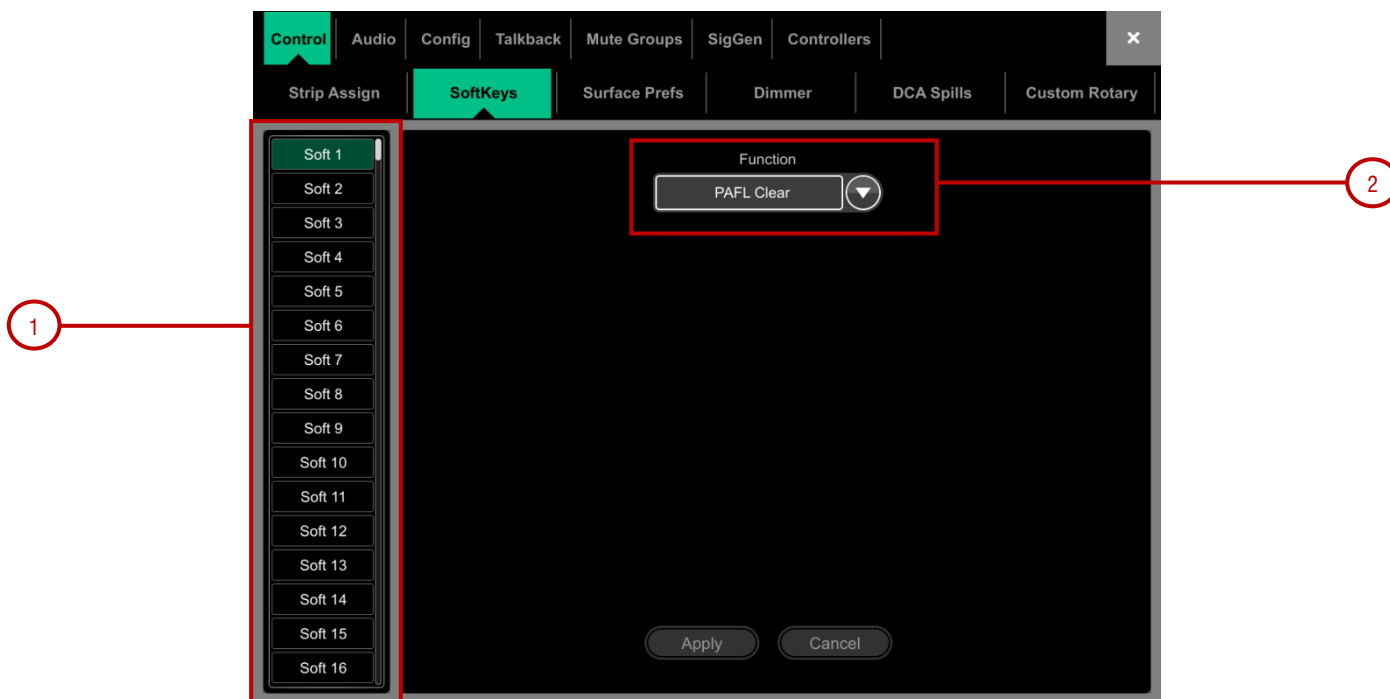 Control Audio Config Talkback Mute Groups SigGen Controllers ×
Strip Assign SoftKeys Surface Prefs Dimmer DCA Spills Custom Rotary
Soft 1
Soft 2
Soft 3
Soft 4
Soft 5
Soft 6
Soft 7
Soft 8
Soft 9
Soft 10
Soft 11
Soft 12
Soft 13
Soft 14
Soft 15
Soft 16
Function
PAFL Clear
Apply Cancel
1
2